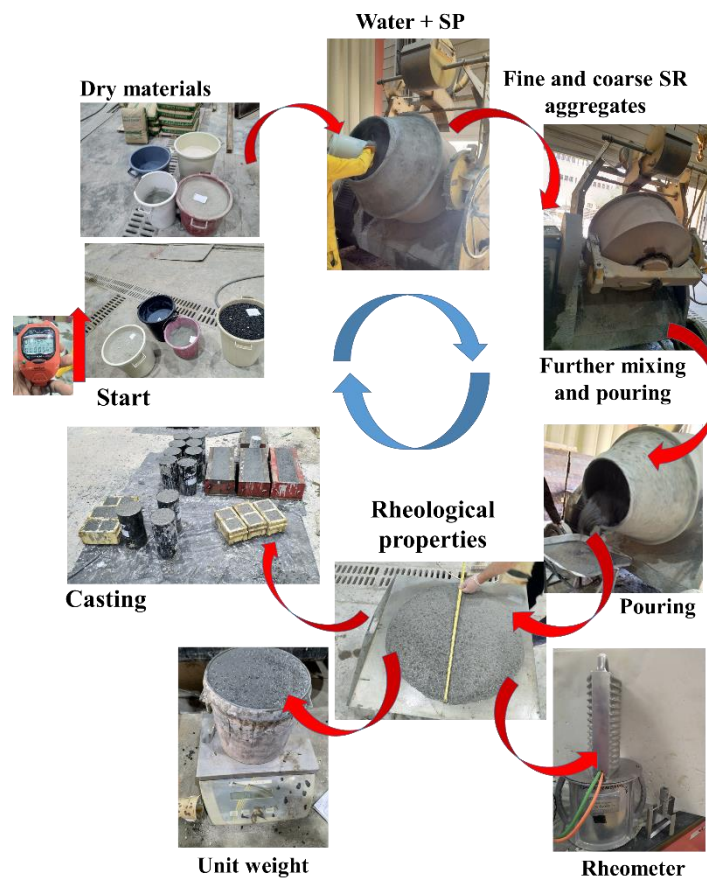 Water + SP
Dry materials
Fine and coarse SR
aggregates
Start
Further mixing
and pouring
Rheological
properties
Casting
Pouring
Unit weight
Rheometer